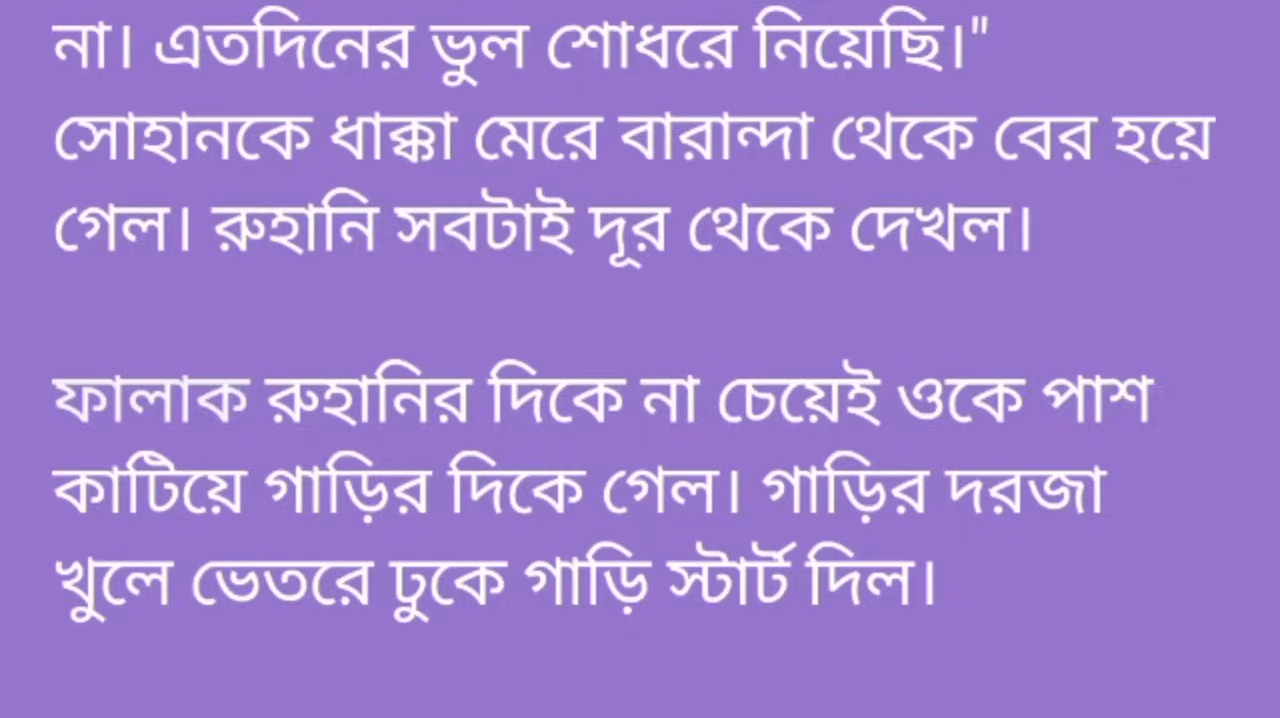 না। এতদিনের ভুল শোধরে নিয়েছি।"
সোহানকে ধাক্কা মেরে বারান্দা থেকে বের হয়ে
গেল। রুহানি সবটাই দূর থেকে দেখল।
ফালাক রুহানির দিকে না চেয়েই ওকে পাশ
কাটিয়ে গাড়ির দিকে গেল। গাড়ির দরজা
খুলে ভেতরে ঢুকে গাড়ি স্টার্ট দিল।